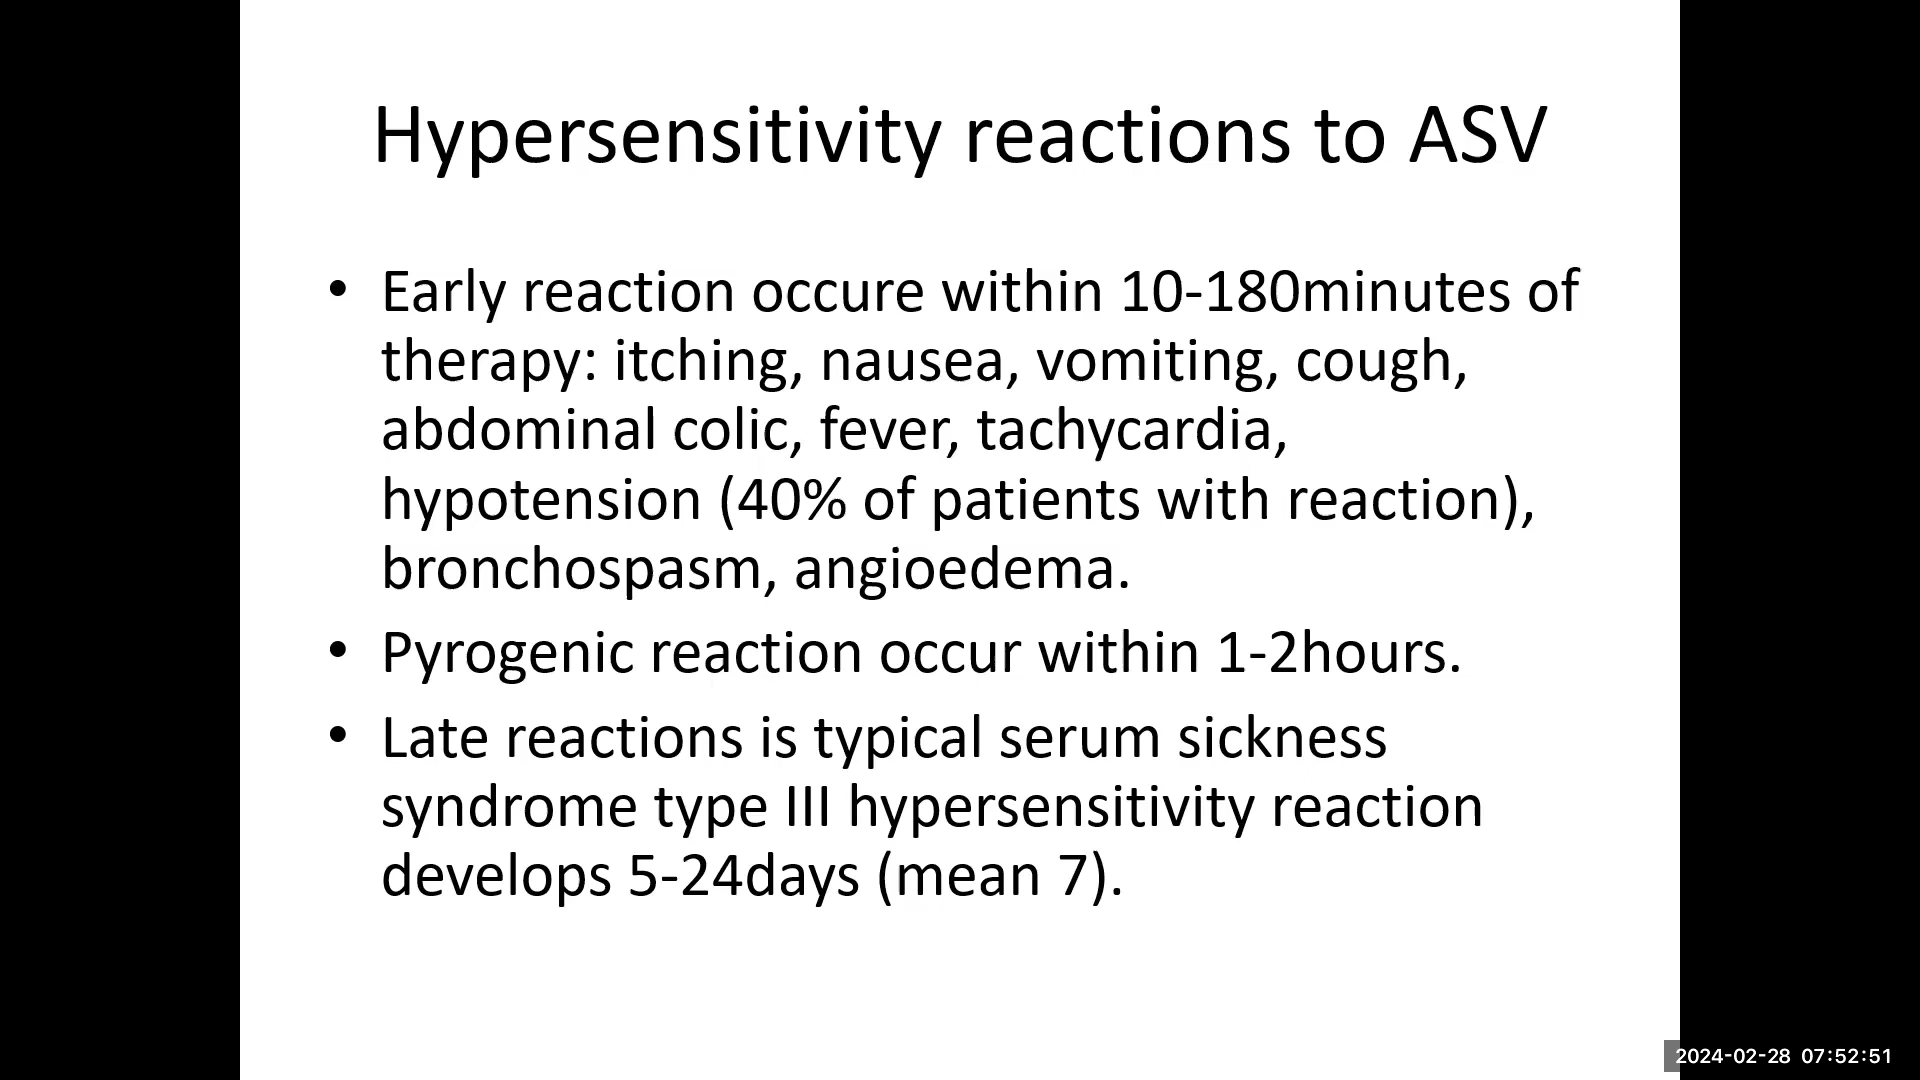 Hypersensitivity reactions to ASV
• Early reaction occure within 10-180minutes of
therapy: itching, nausea, vomiting, cough,
abdominal colic, fever, tachycardia,
hypotension (40% of patients with reaction),
bronchospasm, angioedema.
• Pyrogenic reaction occur within 1-2hours.
• Late reactions is typical serum sickness
syndrome type III hypersensitivity reaction
develops 5-24days (mean 7).
2024-02-28 07:52:51